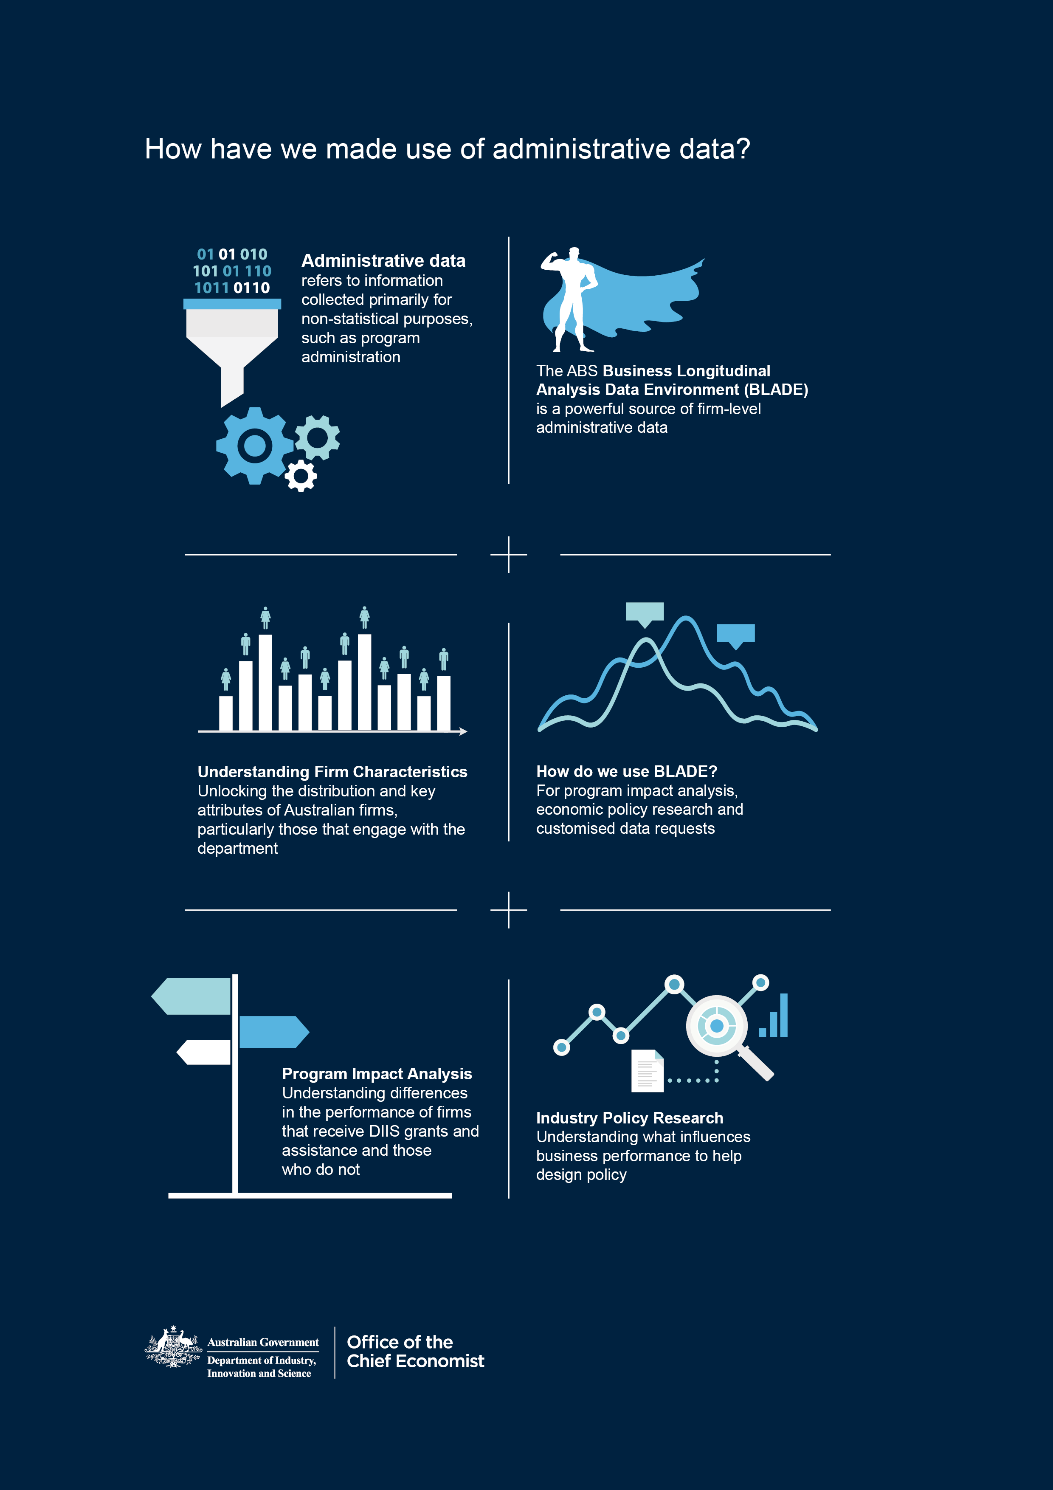 How have we made use of administrative data?
01 01 010
101 01 110
1011 0110
Administrative data
refers to information
collected primarily for
non-statistical purposes,
such as program
administration
The ABS Business Longitudinal
Analysis Data Environment (BLADE)
is a powerful source of firm-level
administrative data
Understanding Firm Characteristics
Unlocking the distribution and key
attributes of Australian firms,
particularly those that engage with the
department
How do we use BLADE?
For program impact analysis,
economic policy research and
customised data requests
Program Impact Analysis
Understanding differences
in the performance of firms
that receive DIIS grants and
assistance and those
who do not
Industry Policy Research
Understanding what influences
business performance to help
design policy
Australian Government
Department of Industry,
Innovation and Science
Office of the
Chief Economist